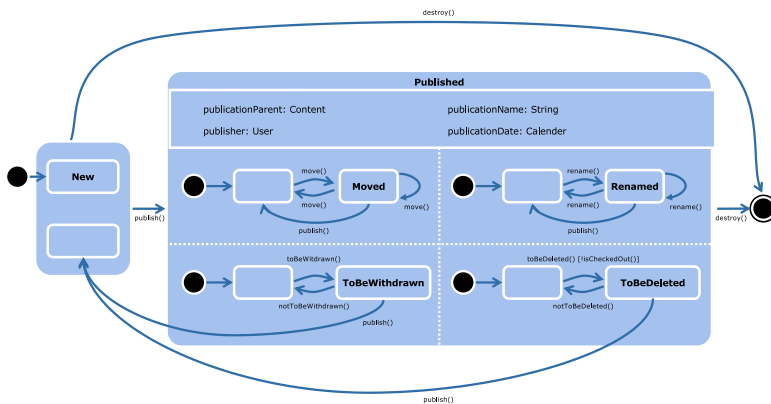 destroy()
Published
publicationParent: Content
publicationName: String
publisher: User
publicationDate: Calender
New
move()
Moved
move()
move()
publish()
rename()
Renamed
rename()
rename()
publish()
publish()
destroy()
toBeWitdrawn()
ToBeWithdrawn
notToBeWithdrawn()
publish()
toBeDeleted() [!isCheckedOut()]
ToBeDeleted
notToBeDeleted()
publish()